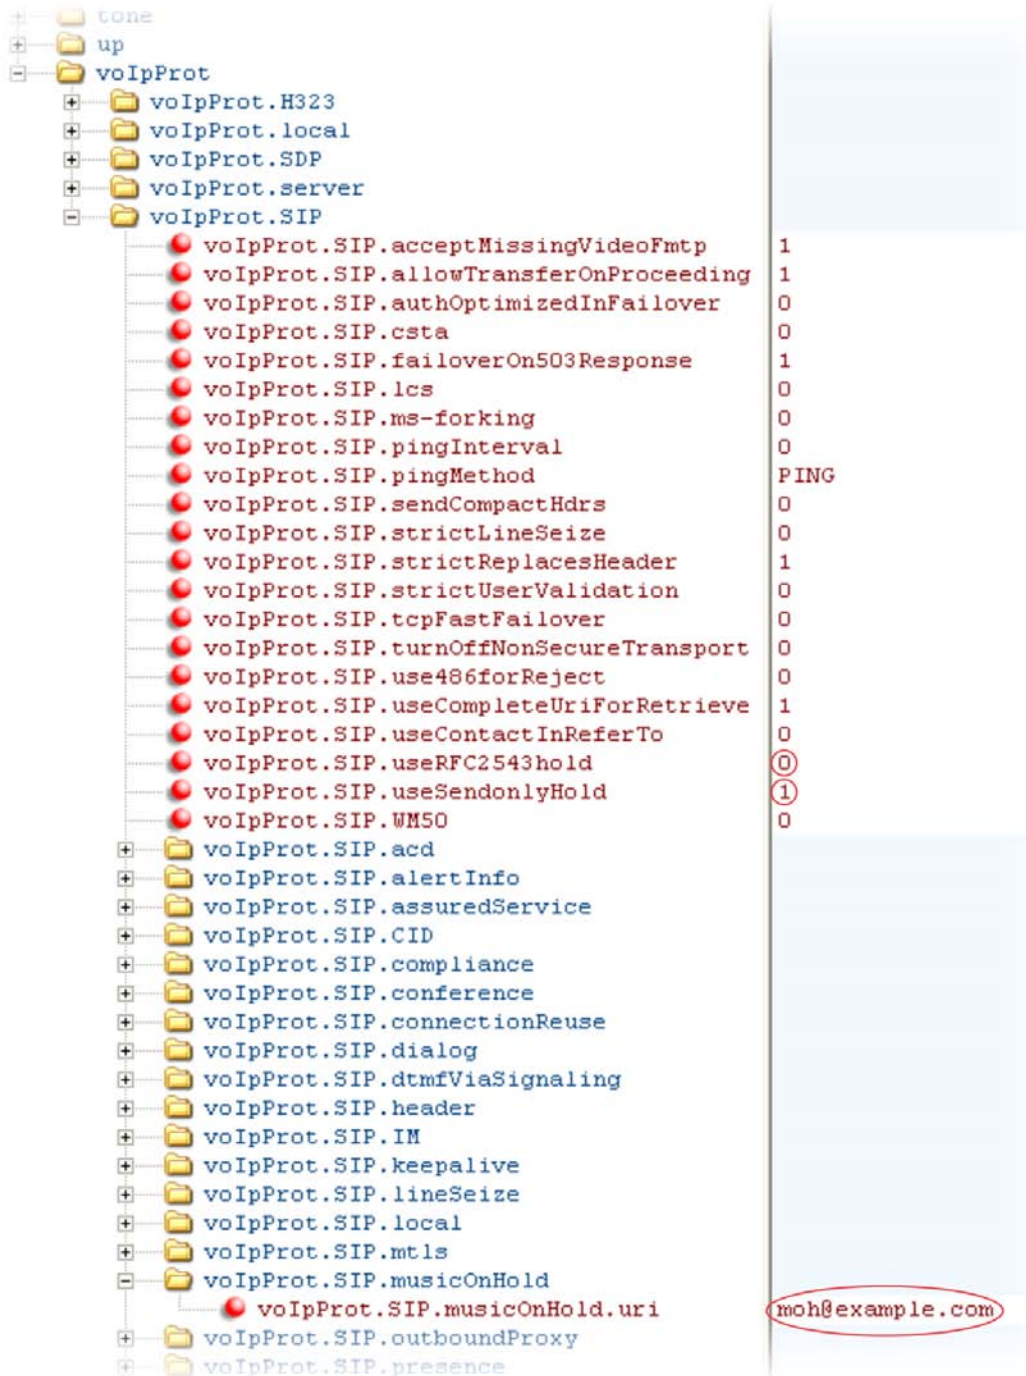 tone
up
voIpProt
voIpProt.H323
voIpProt.local
voIpProt.SDP
voIpProt.server
voIpProt.SIP
voIpProt.SIP.acceptMissingVideoFmtp 1
voIpProt.SIP.allowTransferOnProceeding 1
voIpProt.SIP.authOptimizedInFailover 0
voIpProt.SIP.csta 0
voIpProt.SIP.failoverOn503Response 1
voIpProt.SIP.lcs 0
voIpProt.SIP.ms-forking 0
voIpProt.SIP.pingInterval 0
voIpProt.SIP.pingMethod PING
voIpProt.SIP.sendCompactHdrs 0
voIpProt.SIP.strictLineSeize 0
voIpProt.SIP.strictReplacesHeader 1
voIpProt.SIP.strictUserValidation 0
voIpProt.SIP.tcpFastFailover 0
voIpProt.SIP.turnOffNonSecureTransport 0
voIpProt.SIP.use486forReject 0
voIpProt.SIP.useCompleteUriForRetrieve 1
voIpProt.SIP.useContactInReferTo 0
voIpProt.SIP.useRFC2543hold 0
voIpProt.SIP.useSendonlyHold 1
voIpProt.SIP.WM50 0
voIpProt.SIP.acd
voIpProt.SIP.alertInfo
voIpProt.SIP.assuredService
voIpProt.SIP.CID
voIpProt.SIP.compliance
voIpProt.SIP.conference
voIpProt.SIP.connectionReuse
voIpProt.SIP.dialog
voIpProt.SIP.dtmfViaSignaling
voIpProt.SIP.header
voIpProt.SIP.IM
voIpProt.SIP.keepalive
voIpProt.SIP.lineSeize
voIpProt.SIP.local
voIpProt.SIP.mtls
voIpProt.SIP.musicOnHold
voIpProt.SIP.musicOnHold.uri moh@example.com
voIpProt.SIP.outboundProxy
voIpProt.SIP.presence